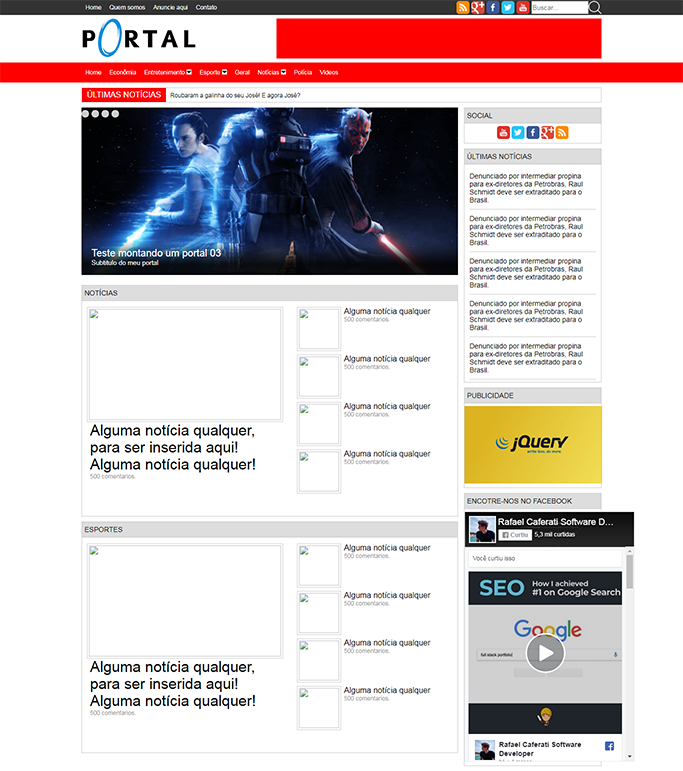 Home Quem somos Anuncie aqui Contato
Buscar...
PORTAL
Home Econômia Entretenimento Esporte Geral Notícias Polícia Vídeos
ÚLTIMAS NOTÍCIAS Roubaram a galinha do seu José! E agora José?
Teste montando um portal 03
Subtitulo do meu portal
NOTÍCIAS
Alguma notícia qualquer,
para ser inserida aqui!
Alguma notícia qualquer!
500 comentarios.
Alguma notícia qualquer
500 comentarios.
Alguma notícia qualquer
500 comentarios.
Alguma notícia qualquer
500 comentarios.
Alguma notícia qualquer
500 comentarios.
ESPORTES
Alguma notícia qualquer,
para ser inserida aqui!
Alguma notícia qualquer!
500 comentarios.
Alguma notícia qualquer
500 comentarios.
Alguma notícia qualquer
500 comentarios.
Alguma notícia qualquer
500 comentarios.
Alguma notícia qualquer
500 comentarios.
SOCIAL
ÚLTIMAS NOTÍCIAS
Denunciado por intermediar propina
para ex-diretores da Petrobras, Raul
Schmidt deve ser extraditado para o
Brasil.
Denunciado por intermediar propina
para ex-diretores da Petrobras, Raul
Schmidt deve ser extraditado para o
Brasil.
Denunciado por intermediar propina
para ex-diretores da Petrobras, Raul
Schmidt deve ser extraditado para o
Brasil.
Denunciado por intermediar propina
para ex-diretores da Petrobras, Raul
Schmidt deve ser extraditado para o
Brasil.
Denunciado por intermediar propina
para ex-diretores da Petrobras, Raul
Schmidt deve ser extraditado para o
Brasil.
PUBLICIDADE
jQuery
write less, do more.
ENCOTRE-NOS NO FACEBOOK
Rafael Caferati Software D...
Curtiu 5,3 mil curtidas
Você curtiu isso
SEO How I achieved
#1 on Google Search
Google
full stack portfolio
Rafael Caferati Software
Developer